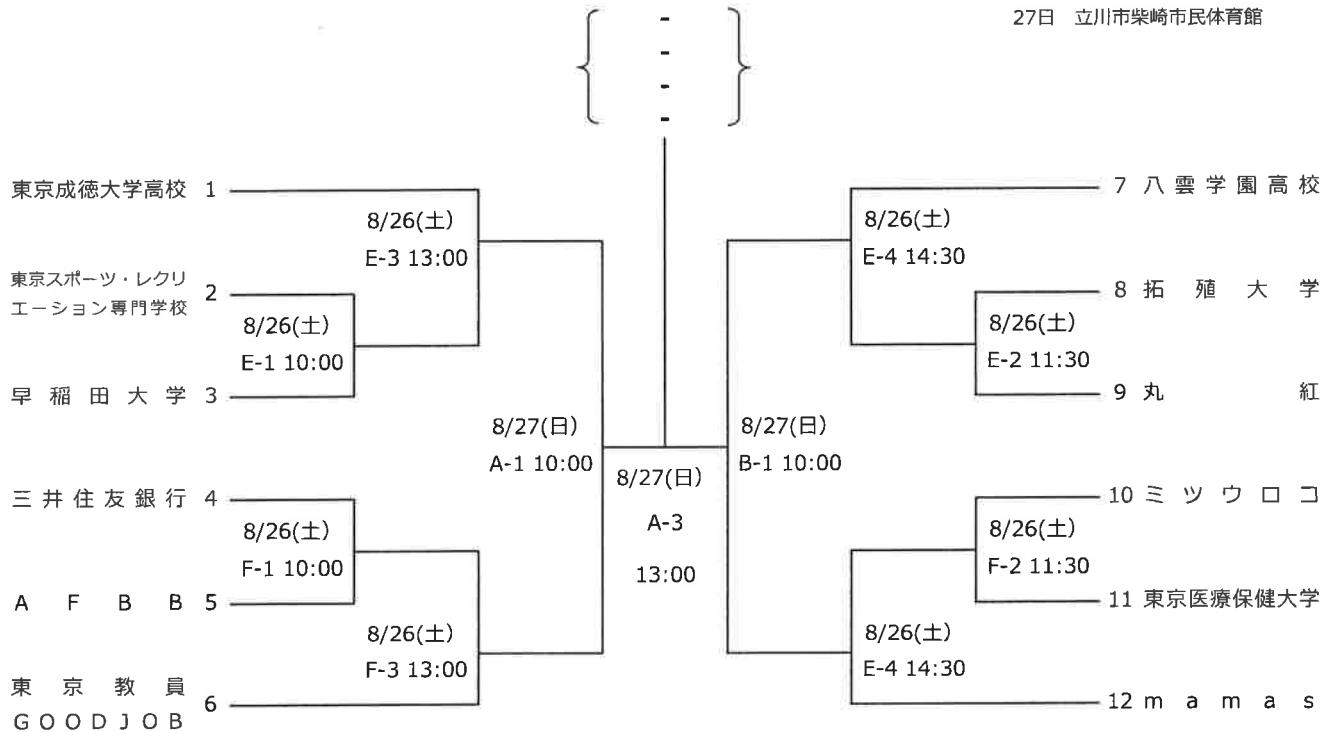 27日 立川市柴崎市民体育館
-
-
-
-
東京成徳大学高校 1
8/26(土)
E-3 13:00
東京スポーツ・レクリ
エーション専門学校
2
8/26(土)
E-1 10:00
早稲田大学 3
8/27(日)
A-1 10:00
三井住友銀行 4
8/26(土)
F-1 10:00
AFBB 5
8/26(土)
F-3 13:00
東京教員
GOODJOB
6
8/27(日)
A-3
13:00
7 八雲学園高校
8/26(土)
E-4 14:30
8 拓殖大学
8/26(土)
E-2 11:30
9 丸紅
8/27(日)
B-1 10:00
10 ミツウロコ
8/26(土)
F-2 11:30
11 東京医療保健大学
8/26(土)
E-4 14:30
12 mamas